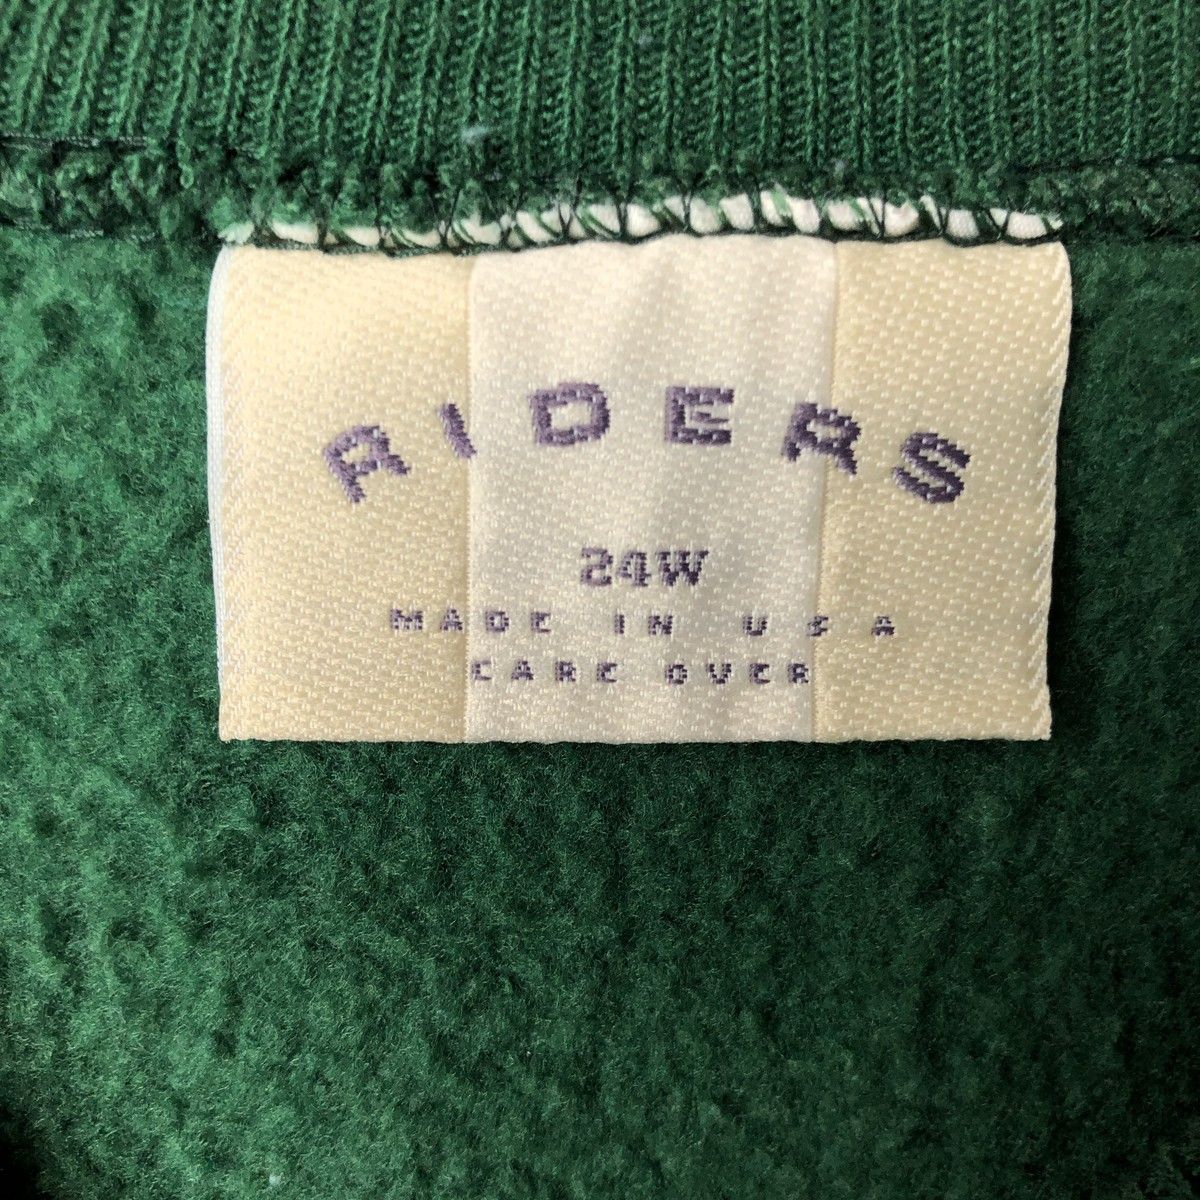 RIDERS
24W
MADE IN USA
CARE OVER